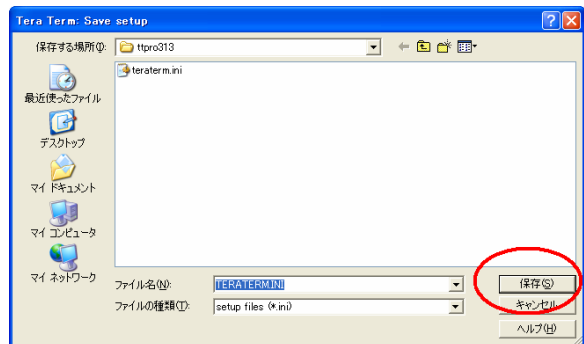 Tera Term: Save setup
保存する場所(I): ttpro313
teraterm.ini
最近使ったファイル
デスクトップ
マイ ドキュメント
マイ コンピュータ
マイ ネットワーク
ファイル名(N): TERATERM.INI 保存(S)
ファイルの種類(T): setup files (*.ini) キャンセル
ヘルプ(H)